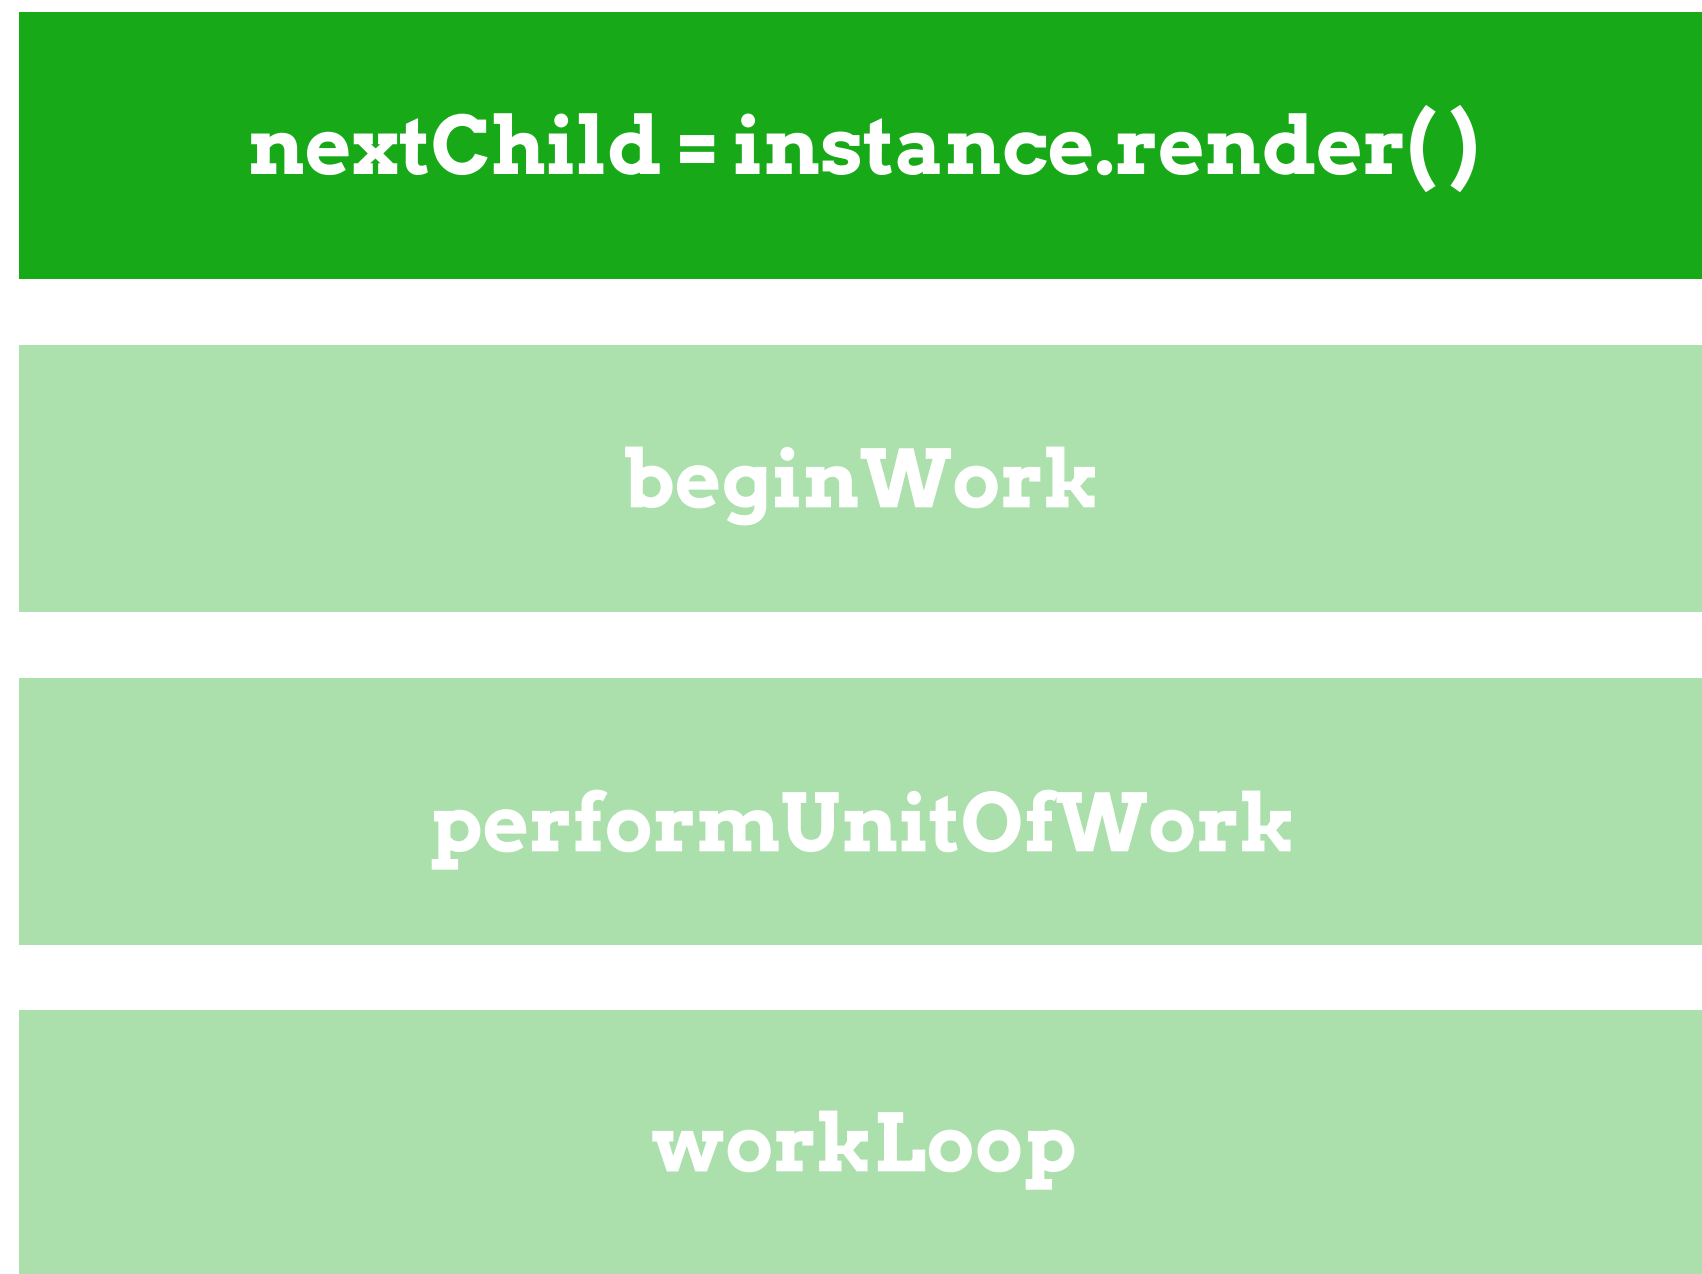 nextChild = instance.render()
beginWork
performUnitOfWork
workLoop